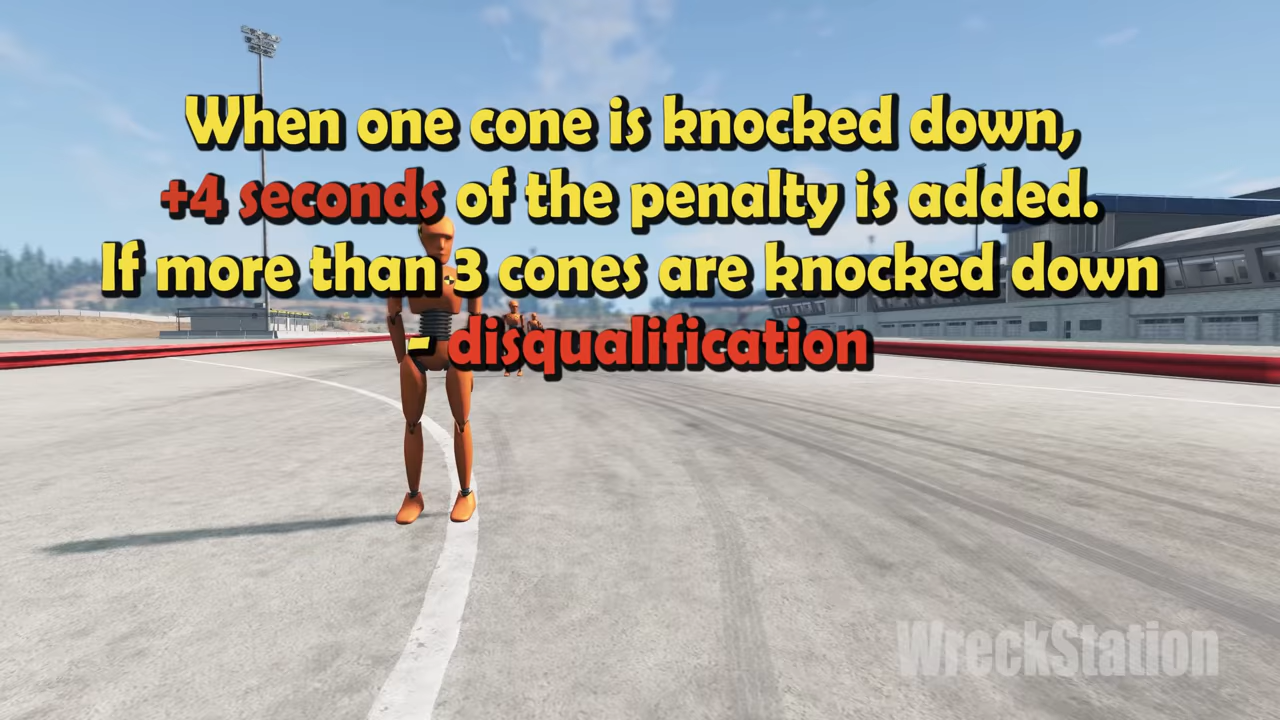 When one cone is knocked down,
+4 seconds of the penalty is added.
If more than 3 cones are knocked down
- disqualification
WreckStation